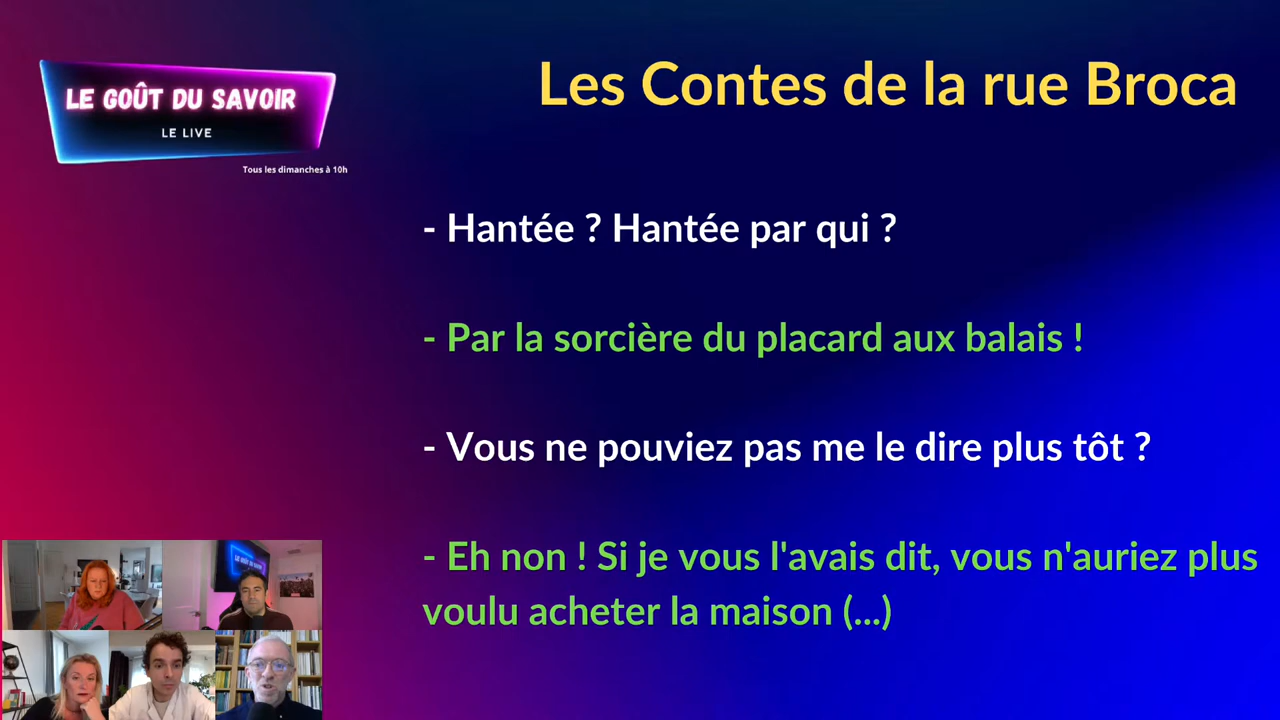 LE GOÛT DU SAVOIR
LE LIVE
Tous les dimanches à 10h
Les Contes de la rue Broca
- Hantée ? Hantée par qui ?
- Par la sorcière du placard aux balais !
- Vous ne pouviez pas me le dire plus tôt ?
- Eh non ! Si je vous l'avais dit, vous n'auriez plus
voulu acheter la maison (...)